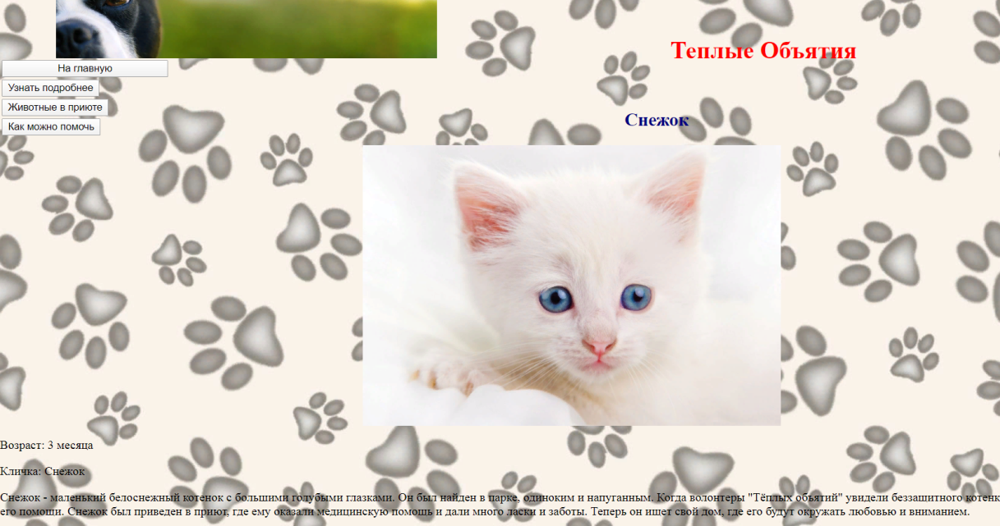 Теплые Объятия
На главную
Узнать подробнее
Животные в приюте
Как можно помочь
Снежок
Возраст: 3 месяца
Кличка: Снежок
Снежок - маленький белоснежный котенок с большими голубыми глазками. Он был найден в парке, одиноким и напуганным. Когда волонтеры "Тёплых объятий" увидели беззащитного котенк
его помощи. Снежок был приведен в приют, где ему оказали медицинскую помощь и дали много ласки и заботы. Теперь он ищет свой дом, где его будут окружать любовью и вниманием.